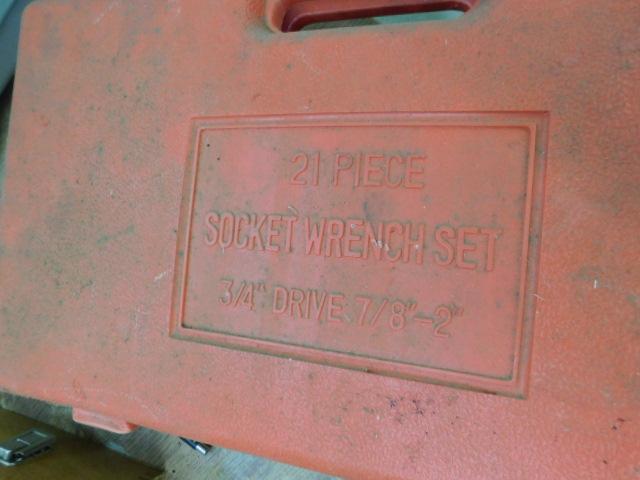 21 PIECE
SOCKET WRENCH SET
3/4" DRIVE 7/8"-2"